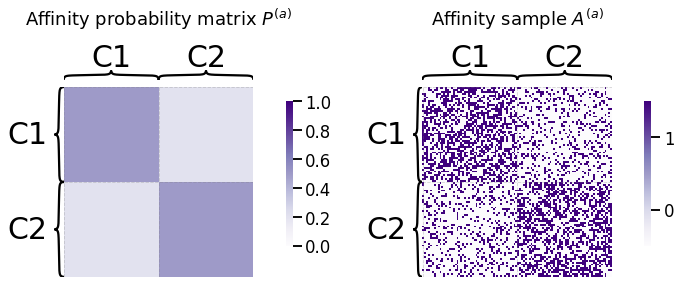 Affinity probability matrix P^(a)
C1 C2
C1
C2
1.0
0.8
0.6
0.4
0.2
0.0
Affinity sample A^(a)
C1 C2
C1
C2
1
0